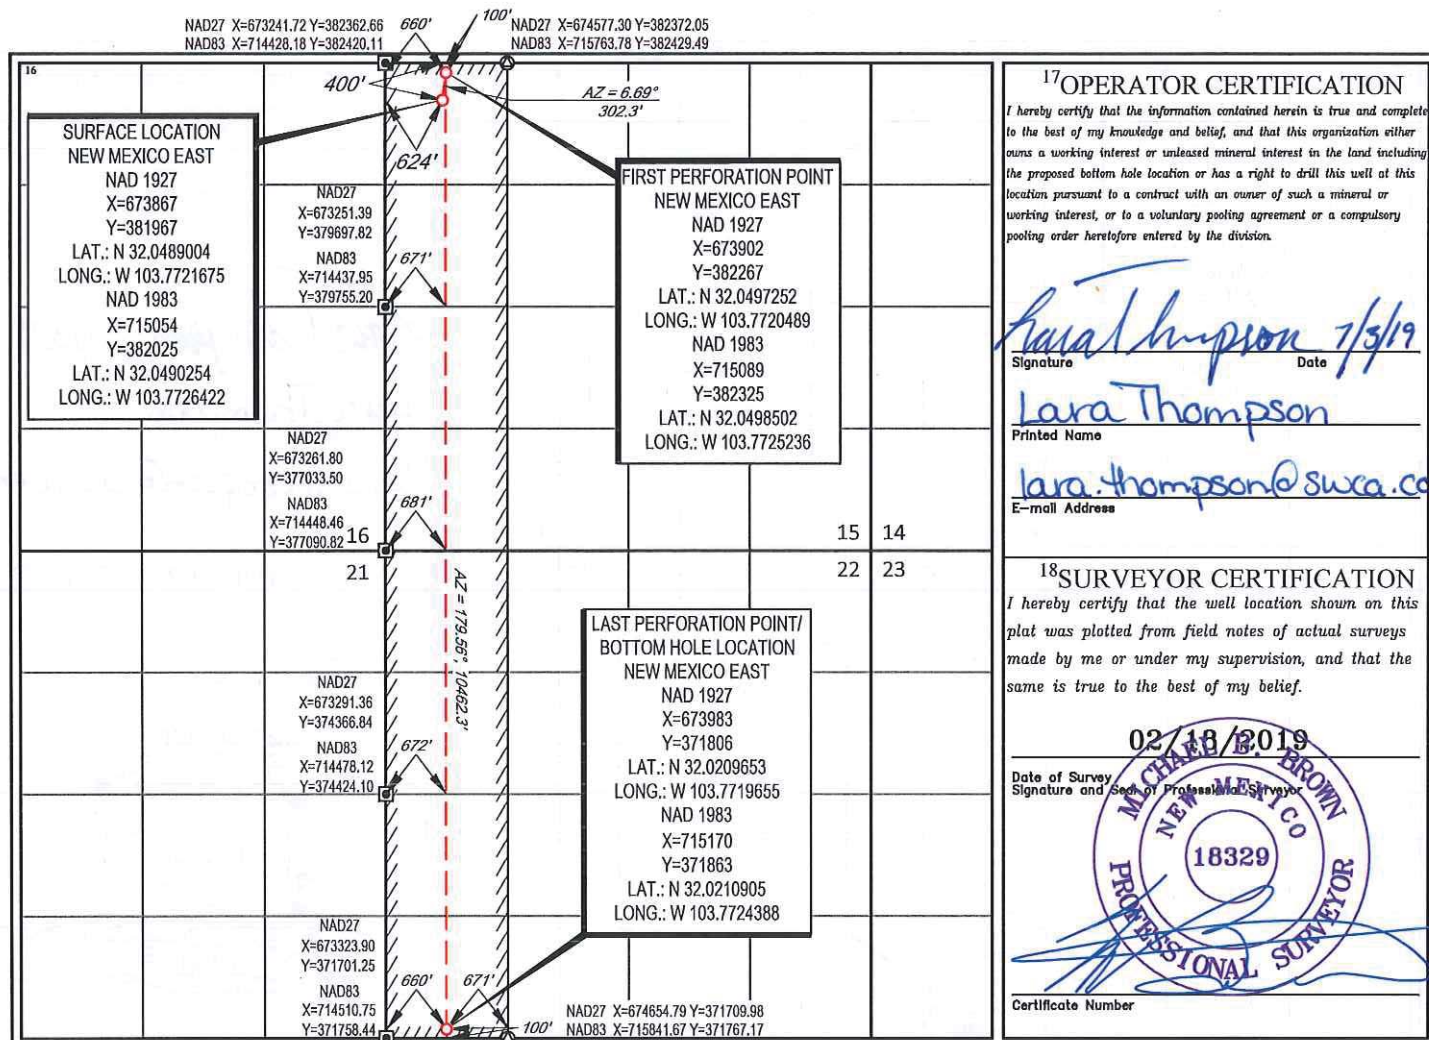 NAD27 X=673241.72 Y=382362.66
NAD83 X=714428.18 Y=382420.11
660'
100'
NAD27 X=674577.30 Y=382372.05
NAD83 X=715763.78 Y=382429.49
16
400'
AZ = 6.69°
302.3'
624'
SURFACE LOCATION
NEW MEXICO EAST
NAD 1927
X=673867
Y=381967
LAT.: N 32.0489004
LONG.: W 103.7721675
NAD 1983
X=715054
Y=382025
LAT.: N 32.0490254
LONG.: W 103.7726422
FIRST PERFORATION POINT
NEW MEXICO EAST
NAD 1927
X=673902
Y=382267
LAT.: N 32.0497252
LONG.: W 103.7720489
NAD 1983
X=715089
Y=382325
LAT.: N 32.0498502
LONG.: W 103.7725236
NAD27
X=673251.39
Y=379697.82
NAD83
X=714437.95
Y=379755.20
671'
NAD27
X=673261.80
Y=377033.50
NAD83
X=714448.46
Y=377090.82
681'
16
15
14
21
22
23
AZ = 179.56°, 10462.3'
LAST PERFORATION POINT/
BOTTOM HOLE LOCATION
NEW MEXICO EAST
NAD 1927
X=673983
Y=371806
LAT.: N 32.0209653
LONG.: W 103.7719655
NAD 1983
X=715170
Y=371863
LAT.: N 32.0210905
LONG.: W 103.7724388
NAD27
X=673291.36
Y=374366.84
NAD83
X=714478.12
Y=374424.10
672'
NAD27
X=673323.90
Y=371701.25
NAD83
X=714510.75
Y=371758.44
660'
671'
100'
NAD27 X=674654.79 Y=371709.98
NAD83 X=715841.67 Y=371767.17
17 OPERATOR CERTIFICATION
I hereby certify that the information contained herein is true and complete
to the best of my knowledge and belief, and that this organization either
owns a working interest or unleased mineral interest in the land including
the proposed bottom hole location or has a right to drill this well at this
location pursuant to a contract with an owner of such a mineral or
working interest, or to a voluntary pooling agreement or a compulsory
pooling order heretofore entered by the division.
Lara Thompson 7/3/19
Signature Date
Lara Thompson
Printed Name
lara.thompson@swca.co
E-mail Address
18 SURVEYOR CERTIFICATION
I hereby certify that the well location shown on this
plat was plotted from field notes of actual surveys
made by me or under my supervision, and that the
same is true to the best of my belief.
02/13/2019
Date of Survey
Signature and Seal of Professional Surveyor
MICHAEL B. BROWN
NEW MEXICO
18329
PROFESSIONAL SURVEYOR
Certificate Number